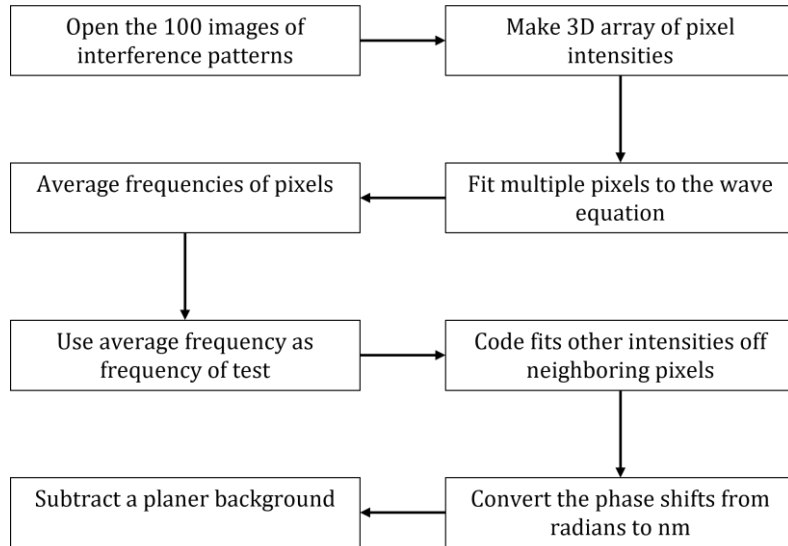 Open the 100 images of
interference patterns
Make 3D array of pixel
intensities
Fit multiple pixels to the wave
equation
Average frequencies of pixels
Use average frequency as
frequency of test
Code fits other intensities off
neighboring pixels
Convert the phase shifts from
radians to nm
Subtract a planer background